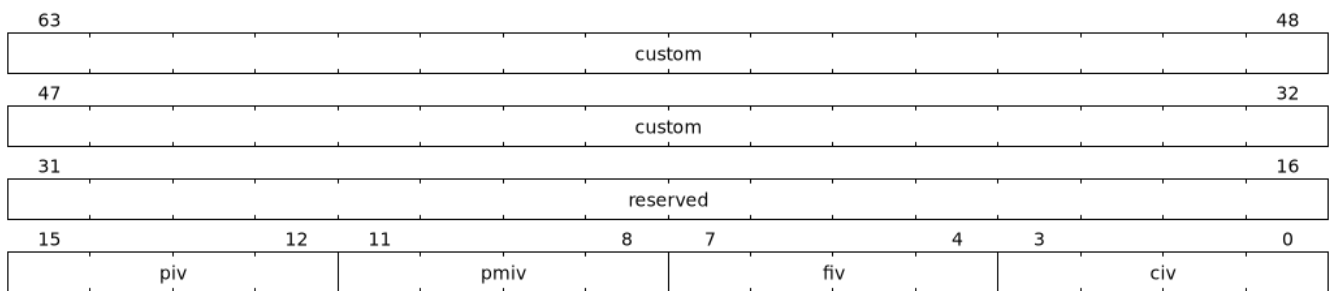 63 48
custom
47 32
custom
31 16
reserved
15 12 11 8 7 4 3 0
piv pmiv fiv civ